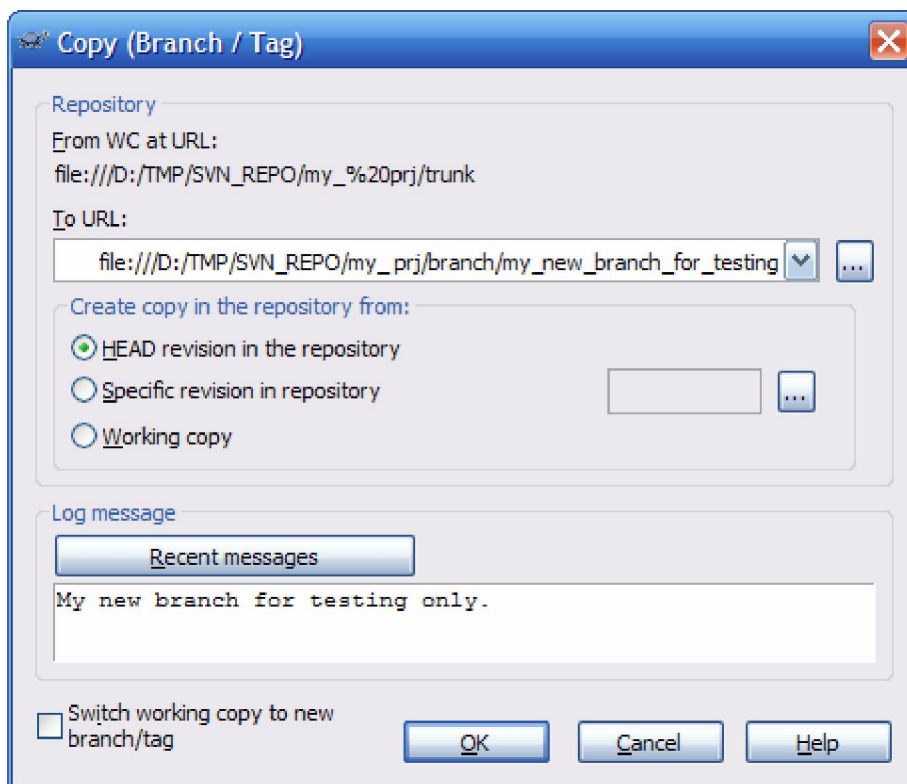 Copy (Branch / Tag)
Repository
From WC at URL:
file:///D:/TMP/SVN_REPO/my_%20prj/trunk
To URL:
file:///D:/TMP/SVN_REPO/my_ prj/branch/my_new_branch_for_testing
...
Create copy in the repository from:
HEAD revision in the repository
Specific revision in repository
...
Working copy
Log message
Recent messages
My new branch for testing only.
Switch working copy to new
branch/tag
OK
Cancel
Help